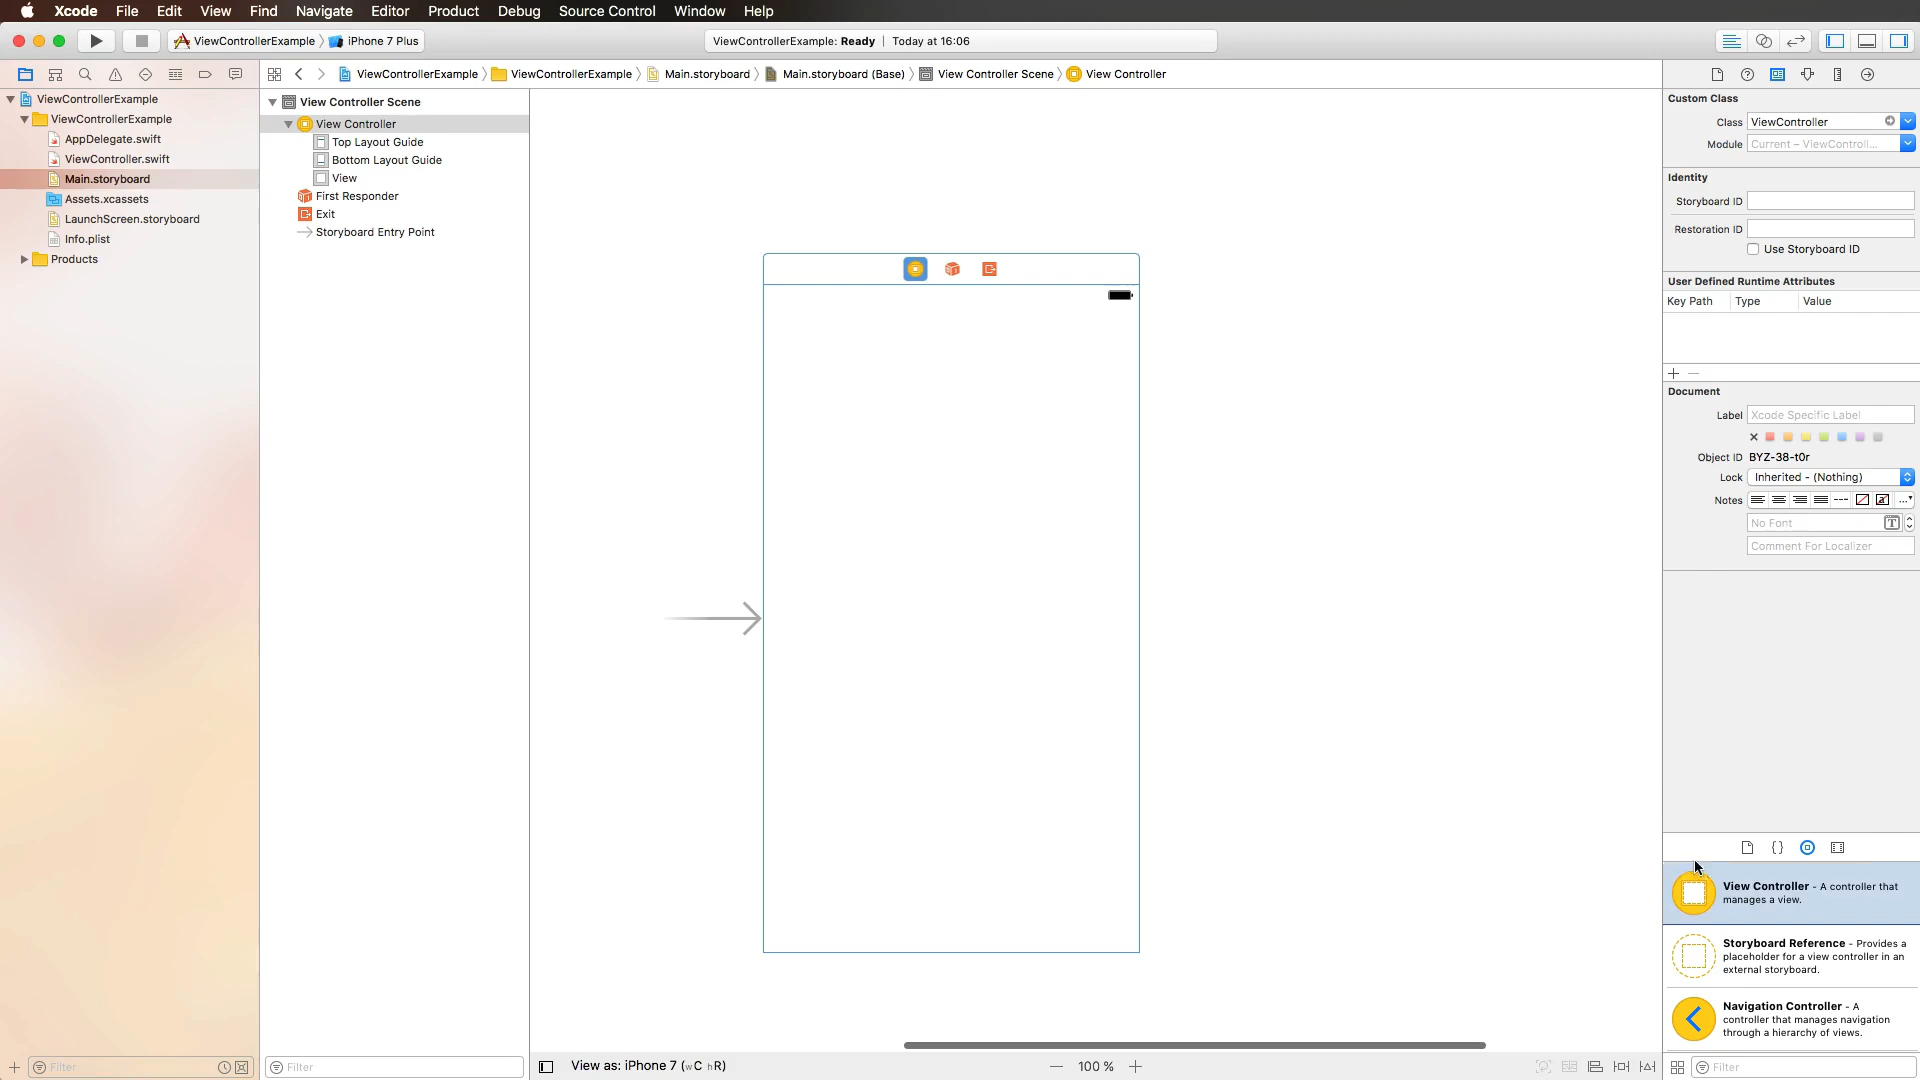 Xcode File Edit View Find Navigate Editor Product Debug Source Control Window Help
ViewControllerExample iPhone 7 Plus
ViewControllerExample: Ready | Today at 16:06
ViewControllerExample ViewControllerExample Main.storyboard Main.storyboard (Base) View Controller Scene View Controller
ViewControllerExample
ViewControllerExample
AppDelegate.swift
ViewController.swift
Main.storyboard
Assets.xcassets
LaunchScreen.storyboard
Info.plist
Products
Filter
View Controller Scene
View Controller
Top Layout Guide
Bottom Layout Guide
View
First Responder
Exit
Storyboard Entry Point
Filter
View as: iPhone 7 (wC hR)
100 %
Custom Class
Class ViewController
Module Current – ViewControll...
Identity
Storyboard ID
Restoration ID
Use Storyboard ID
User Defined Runtime Attributes
Key Path Type Value
Document
Label Xcode Specific Label
Object ID BYZ-38-t0r
Lock Inherited - (Nothing)
Notes
No Font
Comment For Localizer
View Controller - A controller that
manages a view.
Storyboard Reference - Provides a
placeholder for a view controller in an
external storyboard.
Navigation Controller - A
controller that manages navigation
through a hierarchy of views.
Filter